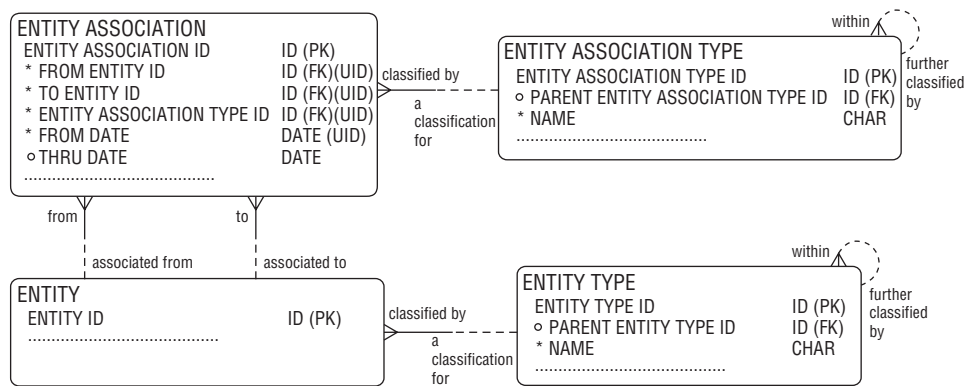 ENTITY ASSOCIATION
ENTITY ASSOCIATION ID ID (PK)
* FROM ENTITY ID ID (FK)(UID)
* TO ENTITY ID ID (FK)(UID)
* ENTITY ASSOCIATION TYPE ID ID (FK)(UID)
* FROM DATE DATE (UID)
○ THRU DATE DATE
classified by
a
classification
for
ENTITY ASSOCIATION TYPE
ENTITY ASSOCIATION TYPE ID ID (PK)
○ PARENT ENTITY ASSOCIATION TYPE ID ID (FK)
* NAME CHAR
within
further
classified
by
from
to
associated from
associated to
ENTITY
ENTITY ID ID (PK)
classified by
a
classification
for
ENTITY TYPE
ENTITY TYPE ID ID (PK)
○ PARENT ENTITY TYPE ID ID (FK)
* NAME CHAR
within
further
classified
by